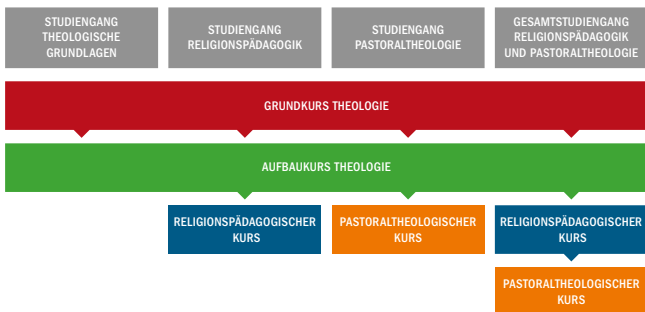 STUDIENGANG
THEOLOGISCHE
GRUNDLAGEN
STUDIENGANG
RELIGIONSPÄDAGOGIK
STUDIENGANG
PASTORALTHEOLOGIE
GESAMTSTUDIENGANG
RELIGIONSPÄDAGOGIK
UND PASTORALTHEOLOGIE
GRUNDKURS THEOLOGIE
AUFBAUKURS THEOLOGIE
RELIGIONSPÄDAGOGISCHER
KURS
PASTORALTHEOLOGISCHER
KURS
RELIGIONSPÄDAGOGISCHER
KURS
PASTORALTHEOLOGISCHER
KURS